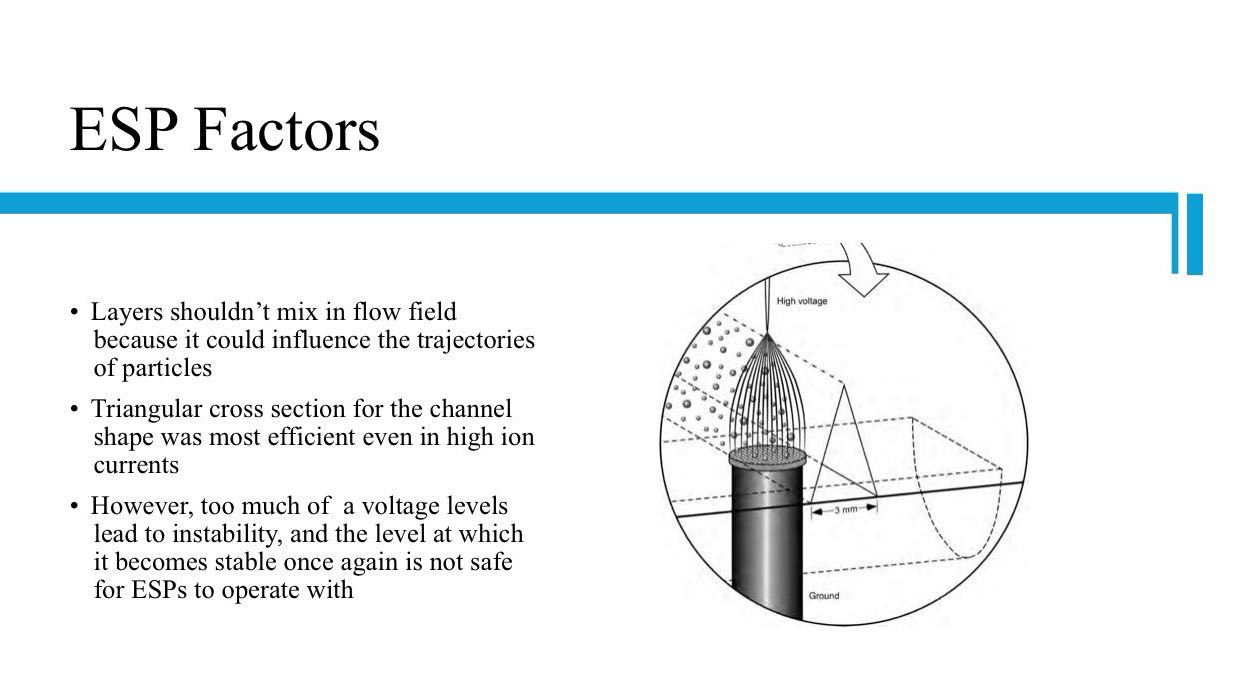 ESP Factors
• Layers shouldn’t mix in flow field
because it could influence the trajectories
of particles
• Triangular cross section for the channel
shape was most efficient even in high ion
currents
• However, too much of  a voltage levels
lead to instability, and the level at which
it becomes stable once again is not safe
for ESPs to operate with
High voltage
3 mm
Ground